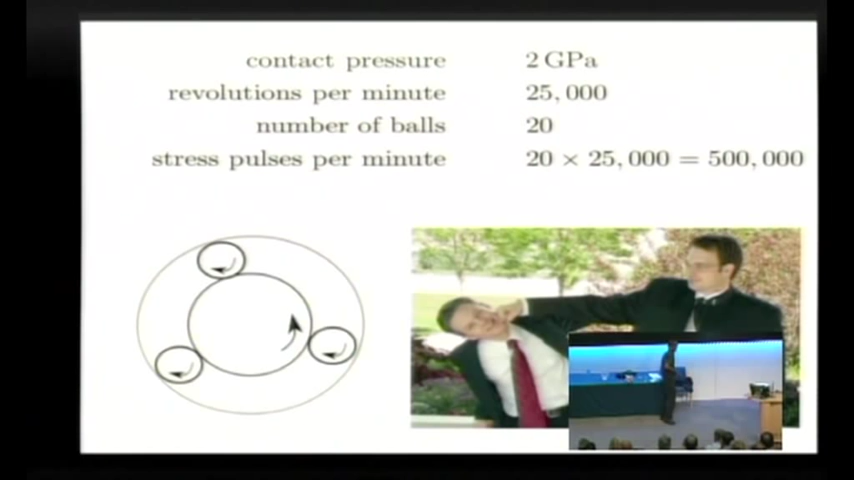 contact pressure 2 GPa
revolutions per minute 25, 000
number of balls 20
stress pulses per minute 20 × 25, 000 = 500, 000